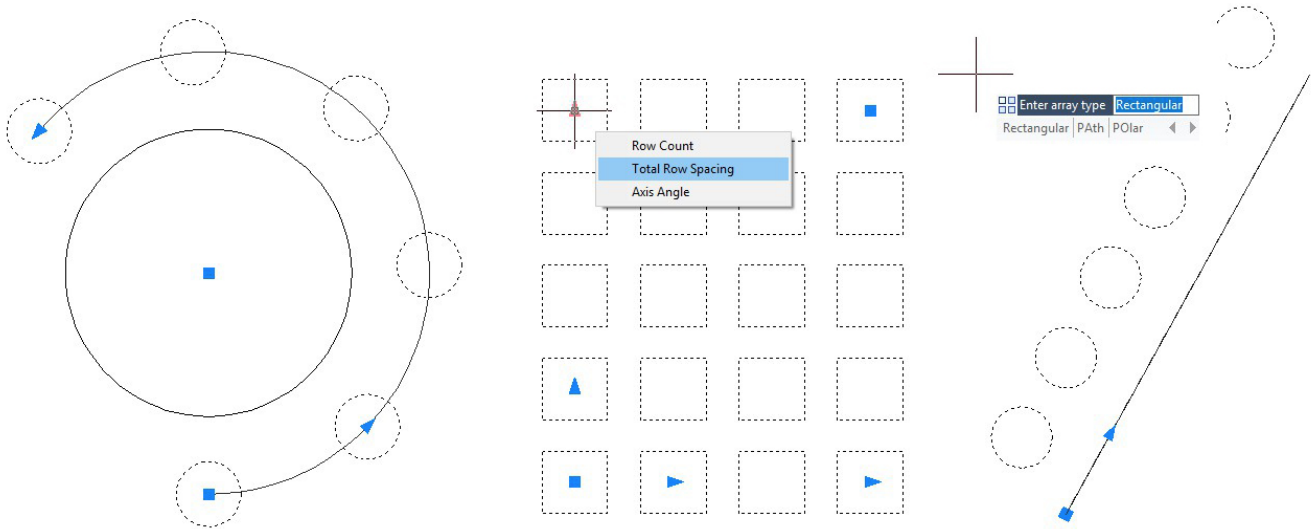 Row Count
Total Row Spacing
Axis Angle
Enter array type Rectangular
Rectangular PAth POlar